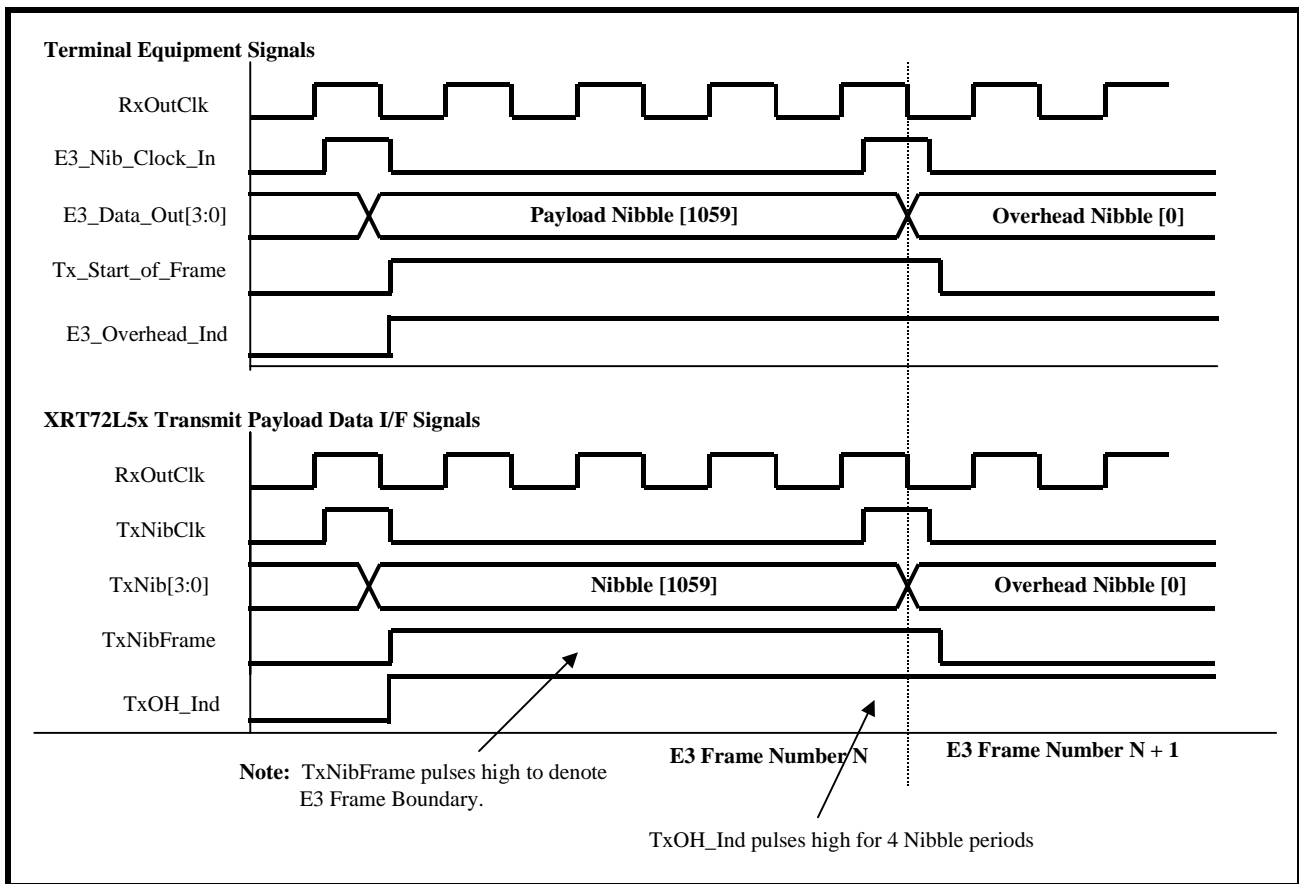 Terminal Equipment Signals
RxOutClk
E3_Nib_Clock_In
E3_Data_Out[3:0]
Payload Nibble [1059]
Overhead Nibble [0]
Tx_Start_of_Frame
E3_Overhead_Ind
XRT72L5x Transmit Payload Data I/F Signals
RxOutClk
TxNibClk
TxNib[3:0]
Nibble [1059]
Overhead Nibble [0]
TxNibFrame
TxOH_Ind
E3 Frame Number N
E3 Frame Number N + 1
Note: TxNibFrame pulses high to denote
E3 Frame Boundary.
TxOH_Ind pulses high for 4 Nibble periods